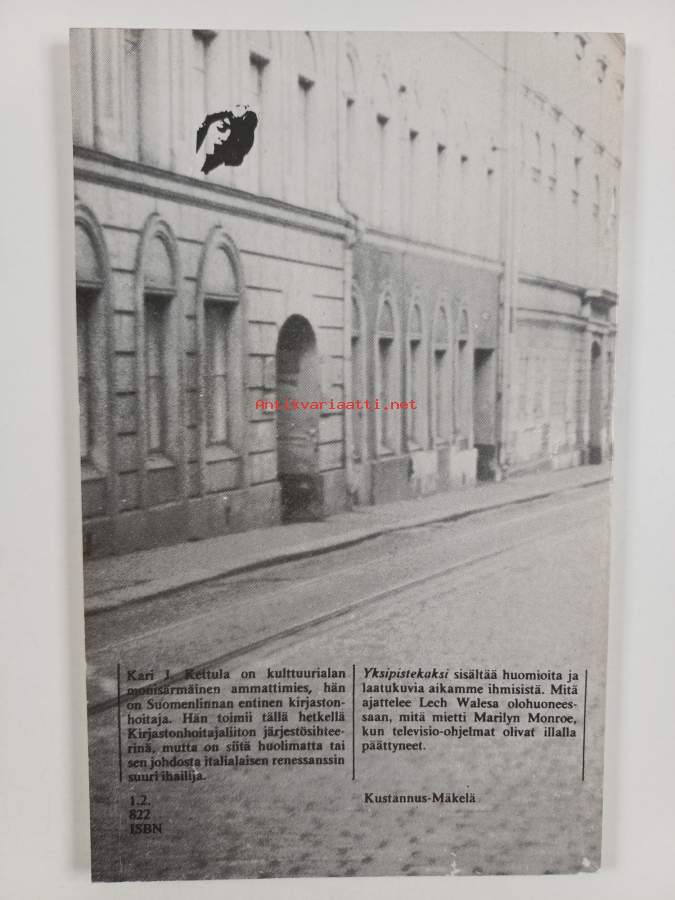 Antikvariaatti.net
Kari J. Kettula on kulttuurialan
monisärmäinen ammattimies, hän
on Suomenlinnan entinen kirjaston-
hoitaja. Hän toimii tällä hetkellä
Kirjastonhoitajaliiton järjestösihtee-
rinä, mutta on siitä huolimatta tai
sen johdosta italialaisen renessanssin
suuri ihailija.
1.2.
822
ISBN
Yksipistekaksi sisältää huomioita ja
laatukuvia aikamme ihmisistä. Mitä
ajattelee Lech Walesa olohuonees-
saan, mitä mietti Marilyn Monroe,
kun televisio-ohjelmat olivat illalla
päättyneet.
Kustannus-Mäkelä